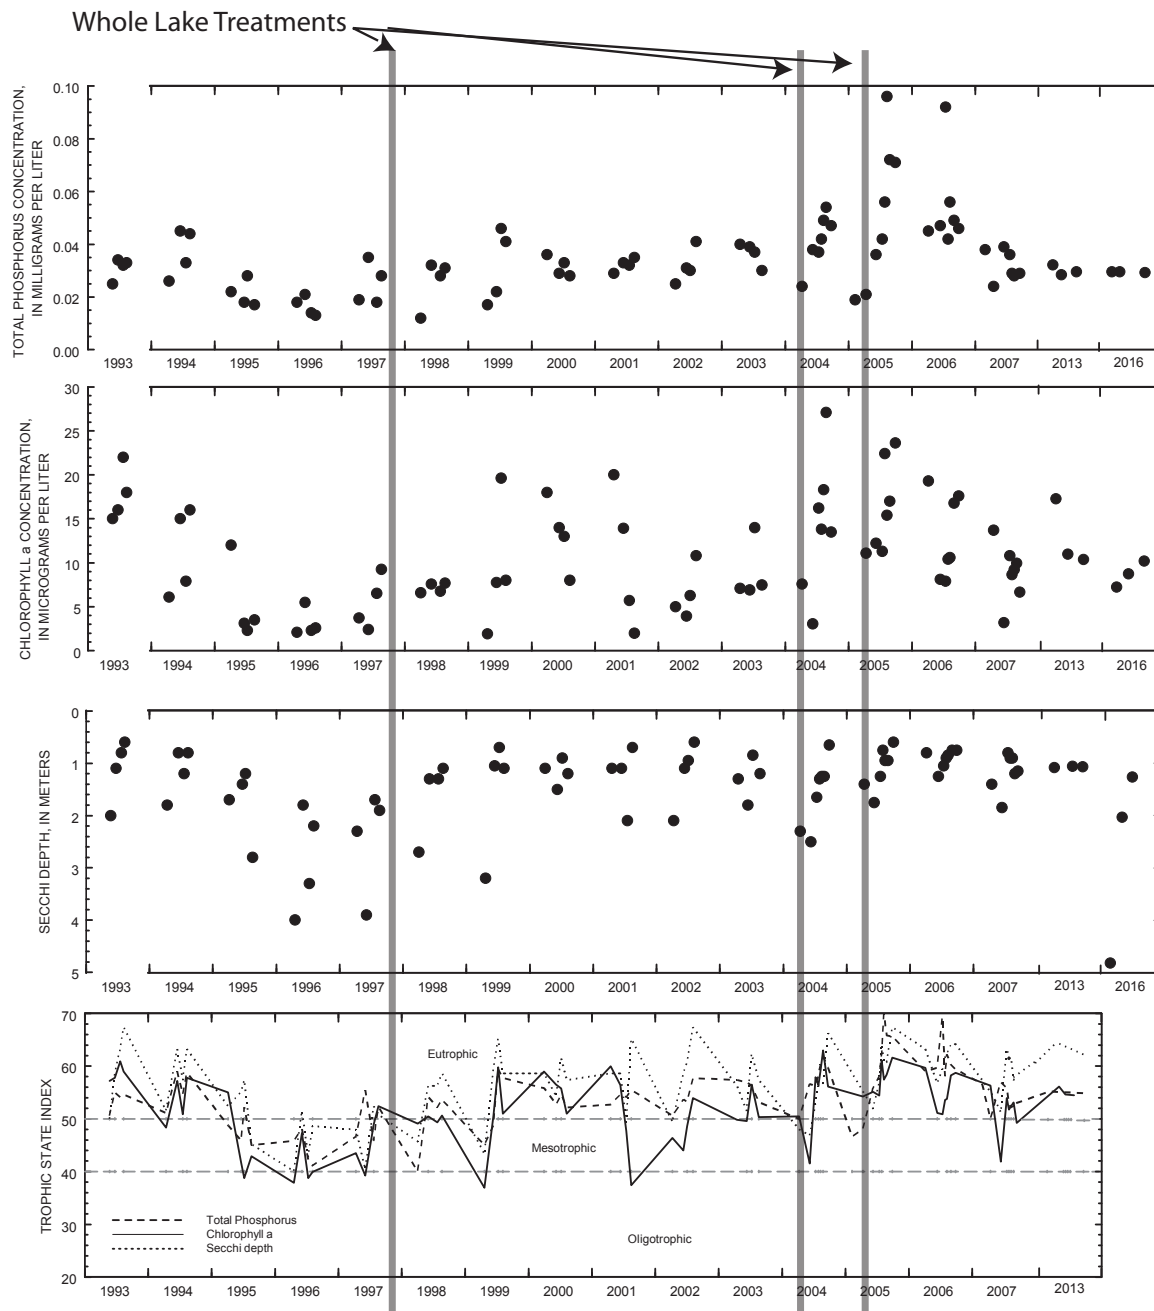 Whole Lake Treatments
TOTAL PHOSPHORUS CONCENTRATION,
IN MILLIGRAMS PER LITER
0.10
0.08
0.06
0.04
0.02
0.00
1993 1994 1995 1996 1997 1998 1999 2000 2001 2002 2003 2004 2005 2006 2007 2013 2016
CHLOROPHYLL a CONCENTRATION,
IN MICROGRAMS PER LITER
30
25
20
15
10
5
0
1993 1994 1995 1996 1997 1998 1999 2000 2001 2002 2003 2004 2005 2006 2007 2013 2016
SECCHI DEPTH, IN METERS
0
1
2
3
4
5
1993 1994 1995 1996 1997 1998 1999 2000 2001 2002 2003 2004 2005 2006 2007 2013 2016
TROPHIC STATE INDEX
70
60
50
40
30
20
Eutrophic
Mesotrophic
Oligotrophic
Total Phosphorus
Chlorophyll a
Secchi depth
1993 1994 1995 1996 1997 1998 1999 2000 2001 2002 2003 2004 2005 2006 2007 2013